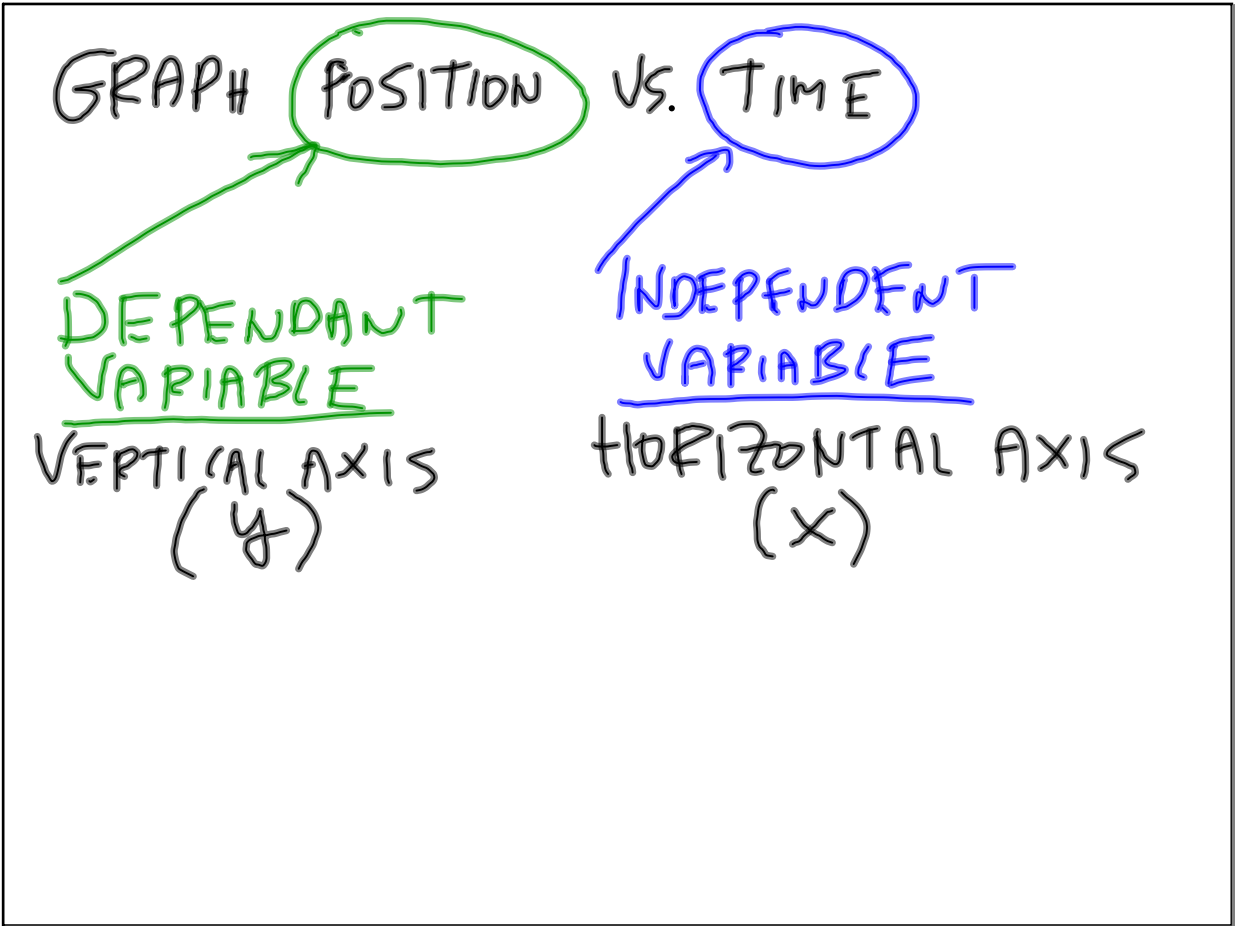 GRAPH POSITION VS. TIME
DEPENDANT
VARIABLE
VERTICAL AXIS
(y)
INDEPENDENT
VARIABLE
HORIZONTAL AXIS
(x)